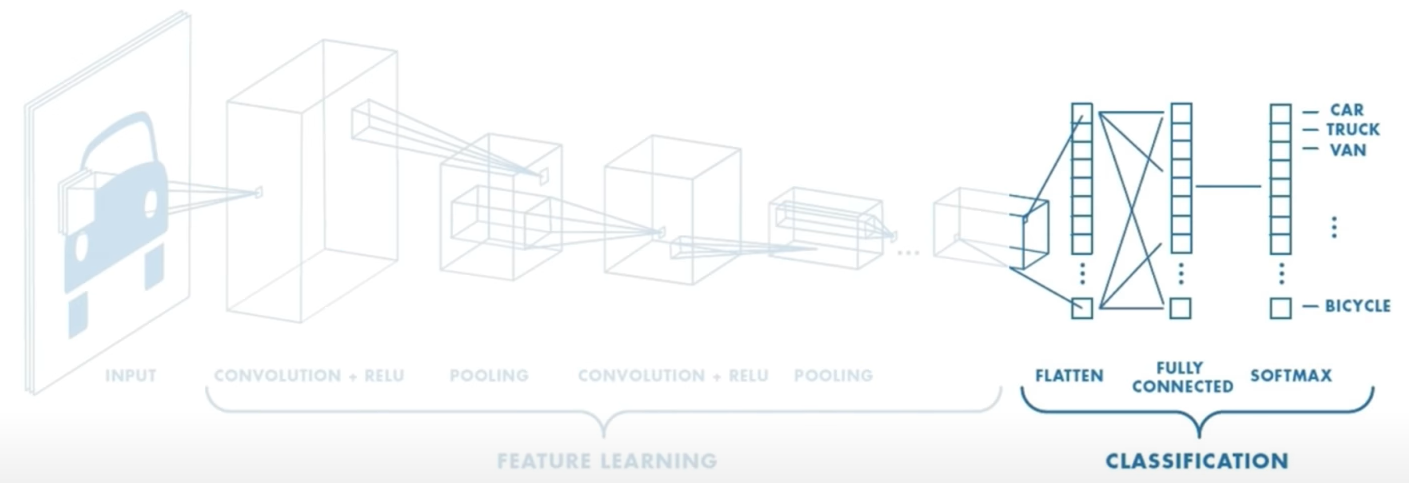 CAR
TRUCK
VAN
BICYCLE
INPUT
CONVOLUTION + RELU
POOLING
CONVOLUTION + RELU
POOLING
FLATTEN
FULLY
CONNECTED
SOFTMAX
FEATURE LEARNING
CLASSIFICATION